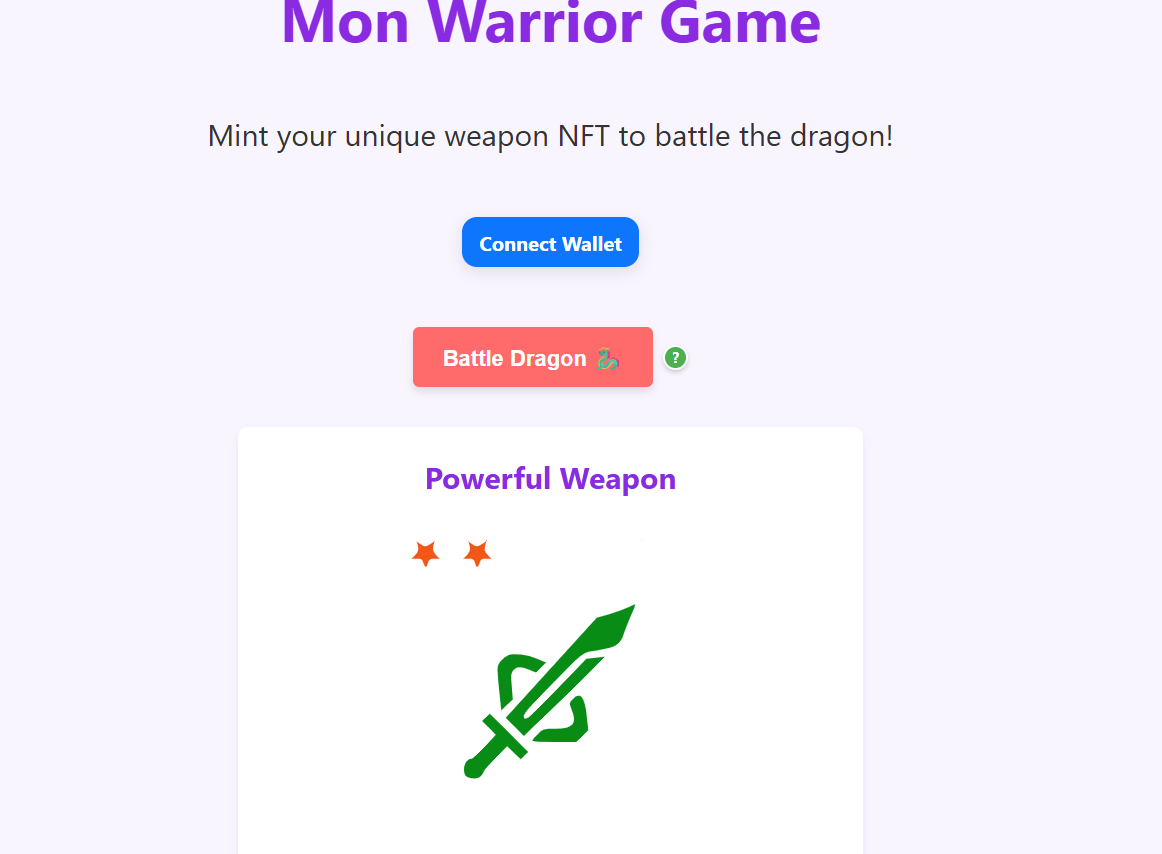 Mon Warrior Game
Mint your unique weapon NFT to battle the dragon!
Connect Wallet
Battle Dragon 🐉
?
Powerful Weapon